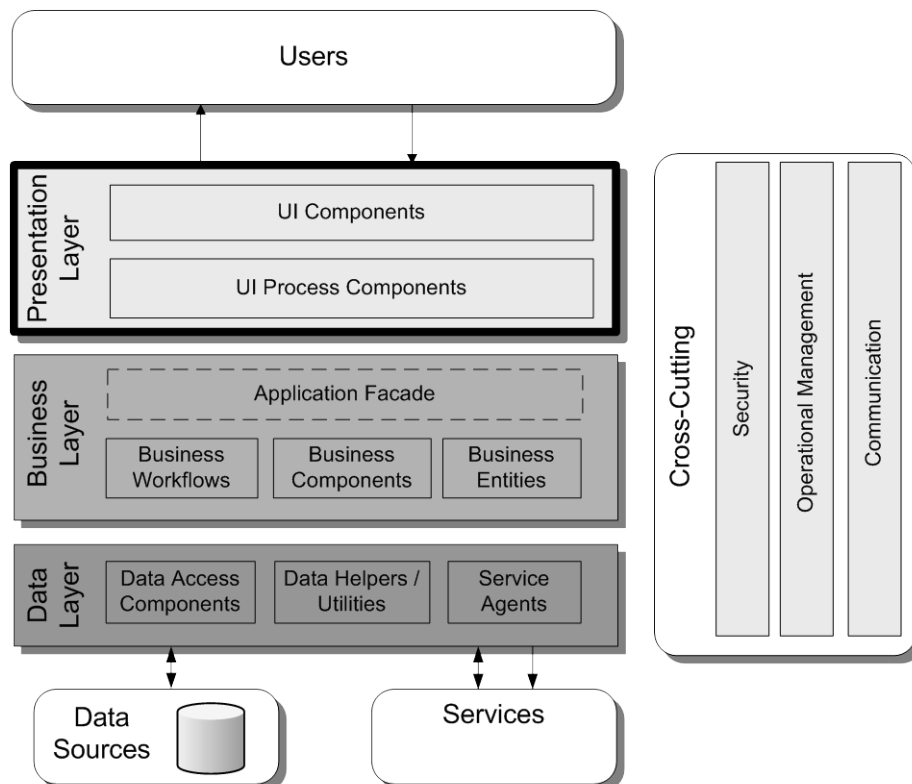 Users
Presentation
Layer
UI Components
UI Process Components
Business
Layer
Application Facade
Business
Workflows
Business
Components
Business
Entities
Data
Layer
Data Access
Components
Data Helpers /
Utilities
Service
Agents
Data
Sources
Services
Cross-Cutting
Security
Operational Management
Communication